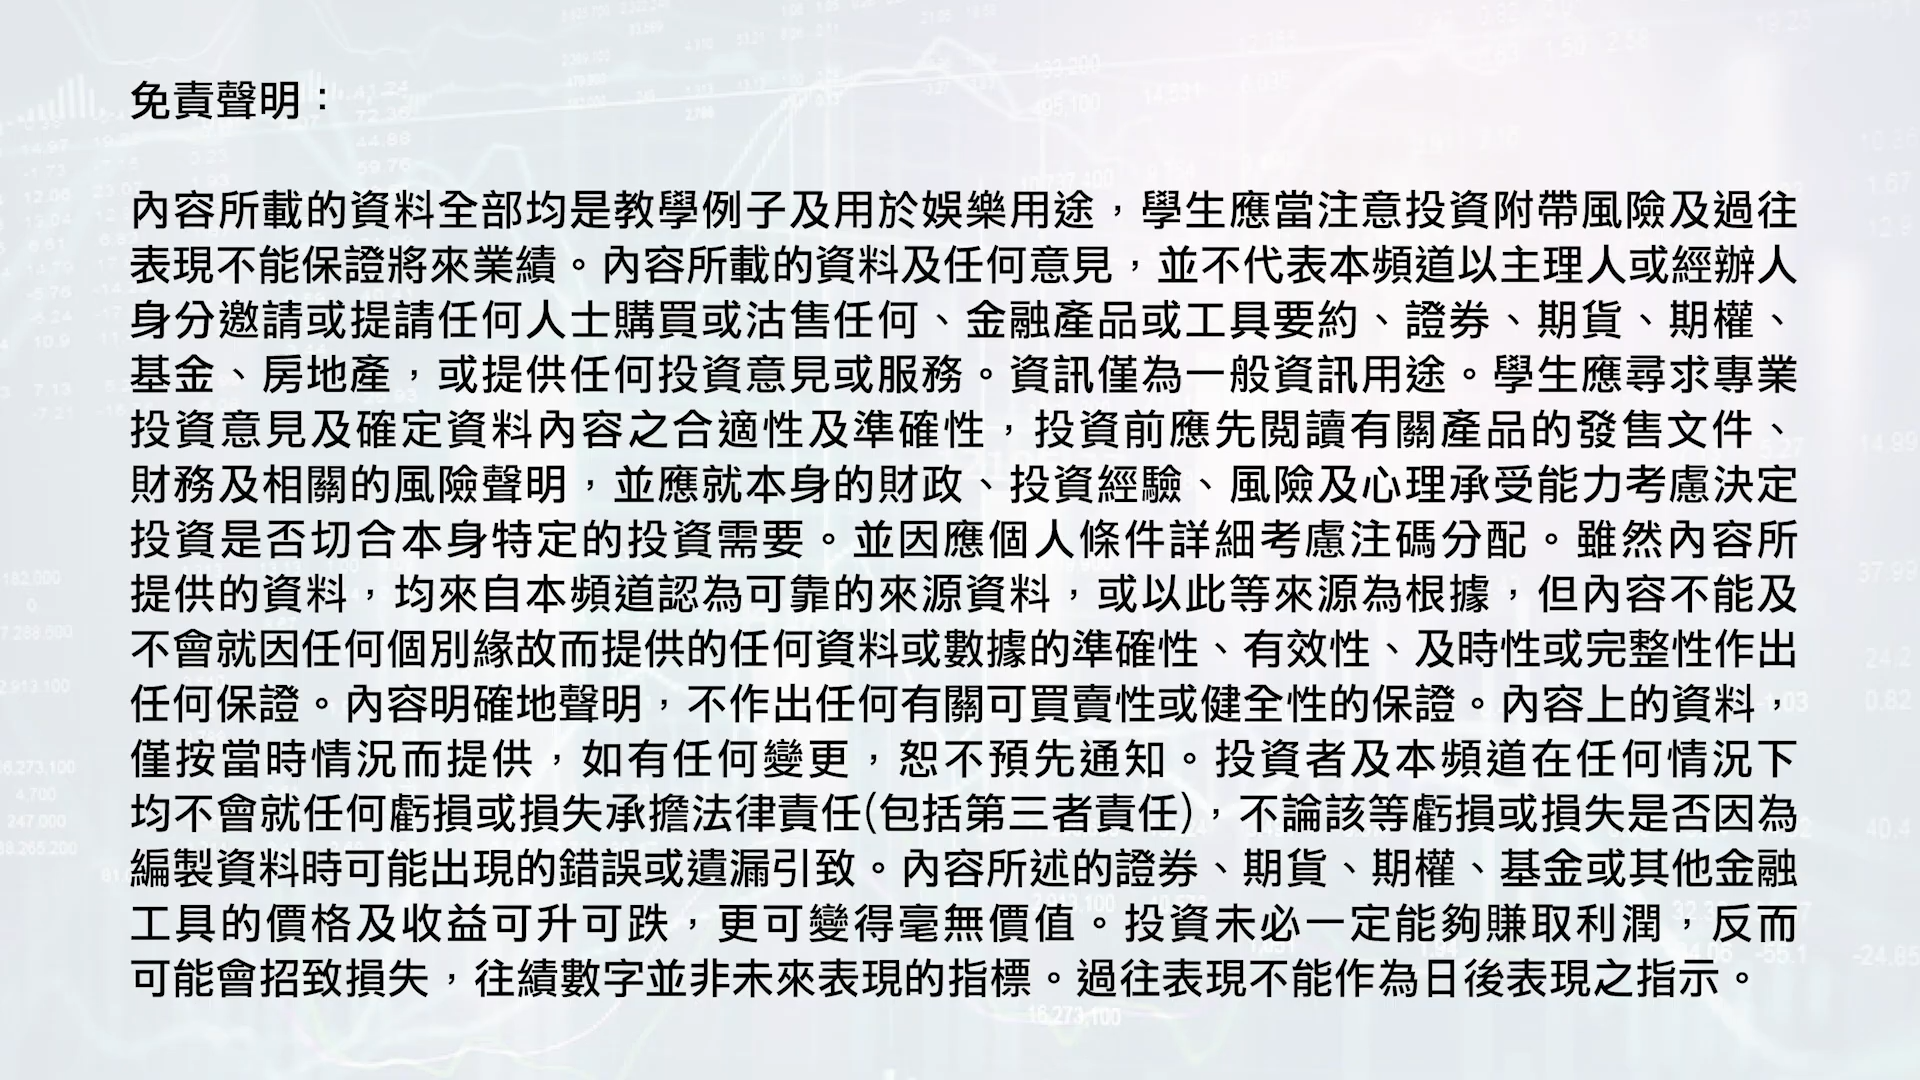 免責聲明：
內容所載的資料全部均是教學例子及用於娛樂用途，學生應當注意投資附帶風險及過往
表現不能保證將來業績。內容所載的資料及任何意見，並不代表本頻道以主理人或經辦人
身分邀請或提請任何人士購買或沽售任何、金融產品或工具要約、證券、期貨、期權、
基金、房地產，或提供任何投資意見或服務。資訊僅為一般資訊用途。學生應尋求專業
投資意見及確定資料內容之合適性及準確性，投資前應先閱讀有關產品的發售文件、
財務及相關的風險聲明，並應就本身的財政、投資經驗、風險及心理承受能力考慮決定
投資是否切合本身特定的投資需要。並因應個人條件詳細考慮注碼分配。雖然內容所
提供的資料，均來自本頻道認為可靠的來源資料，或以此等來源為根據，但內容不能及
不會就因任何個別緣故而提供的任何資料或數據的準確性、有效性、及時性或完整性作出
任何保證。內容明確地聲明，不作出任何有關可買賣性或健全性的保證。內容上的資料，
僅按當時情況而提供，如有任何變更，恕不預先通知。投資者及本頻道在任何情況下
均不會就任何虧損或損失承擔法律責任(包括第三者責任)，不論該等虧損或損失是否因為
編製資料時可能出現的錯誤或遺漏引致。內容所述的證券、期貨、期權、基金或其他金融
工具的價格及收益可升可跌，更可變得毫無價值。投資未必一定能夠賺取利潤，反而
可能會招致損失，往績數字並非未來表現的指標。過往表現不能作為日後表現之指示。